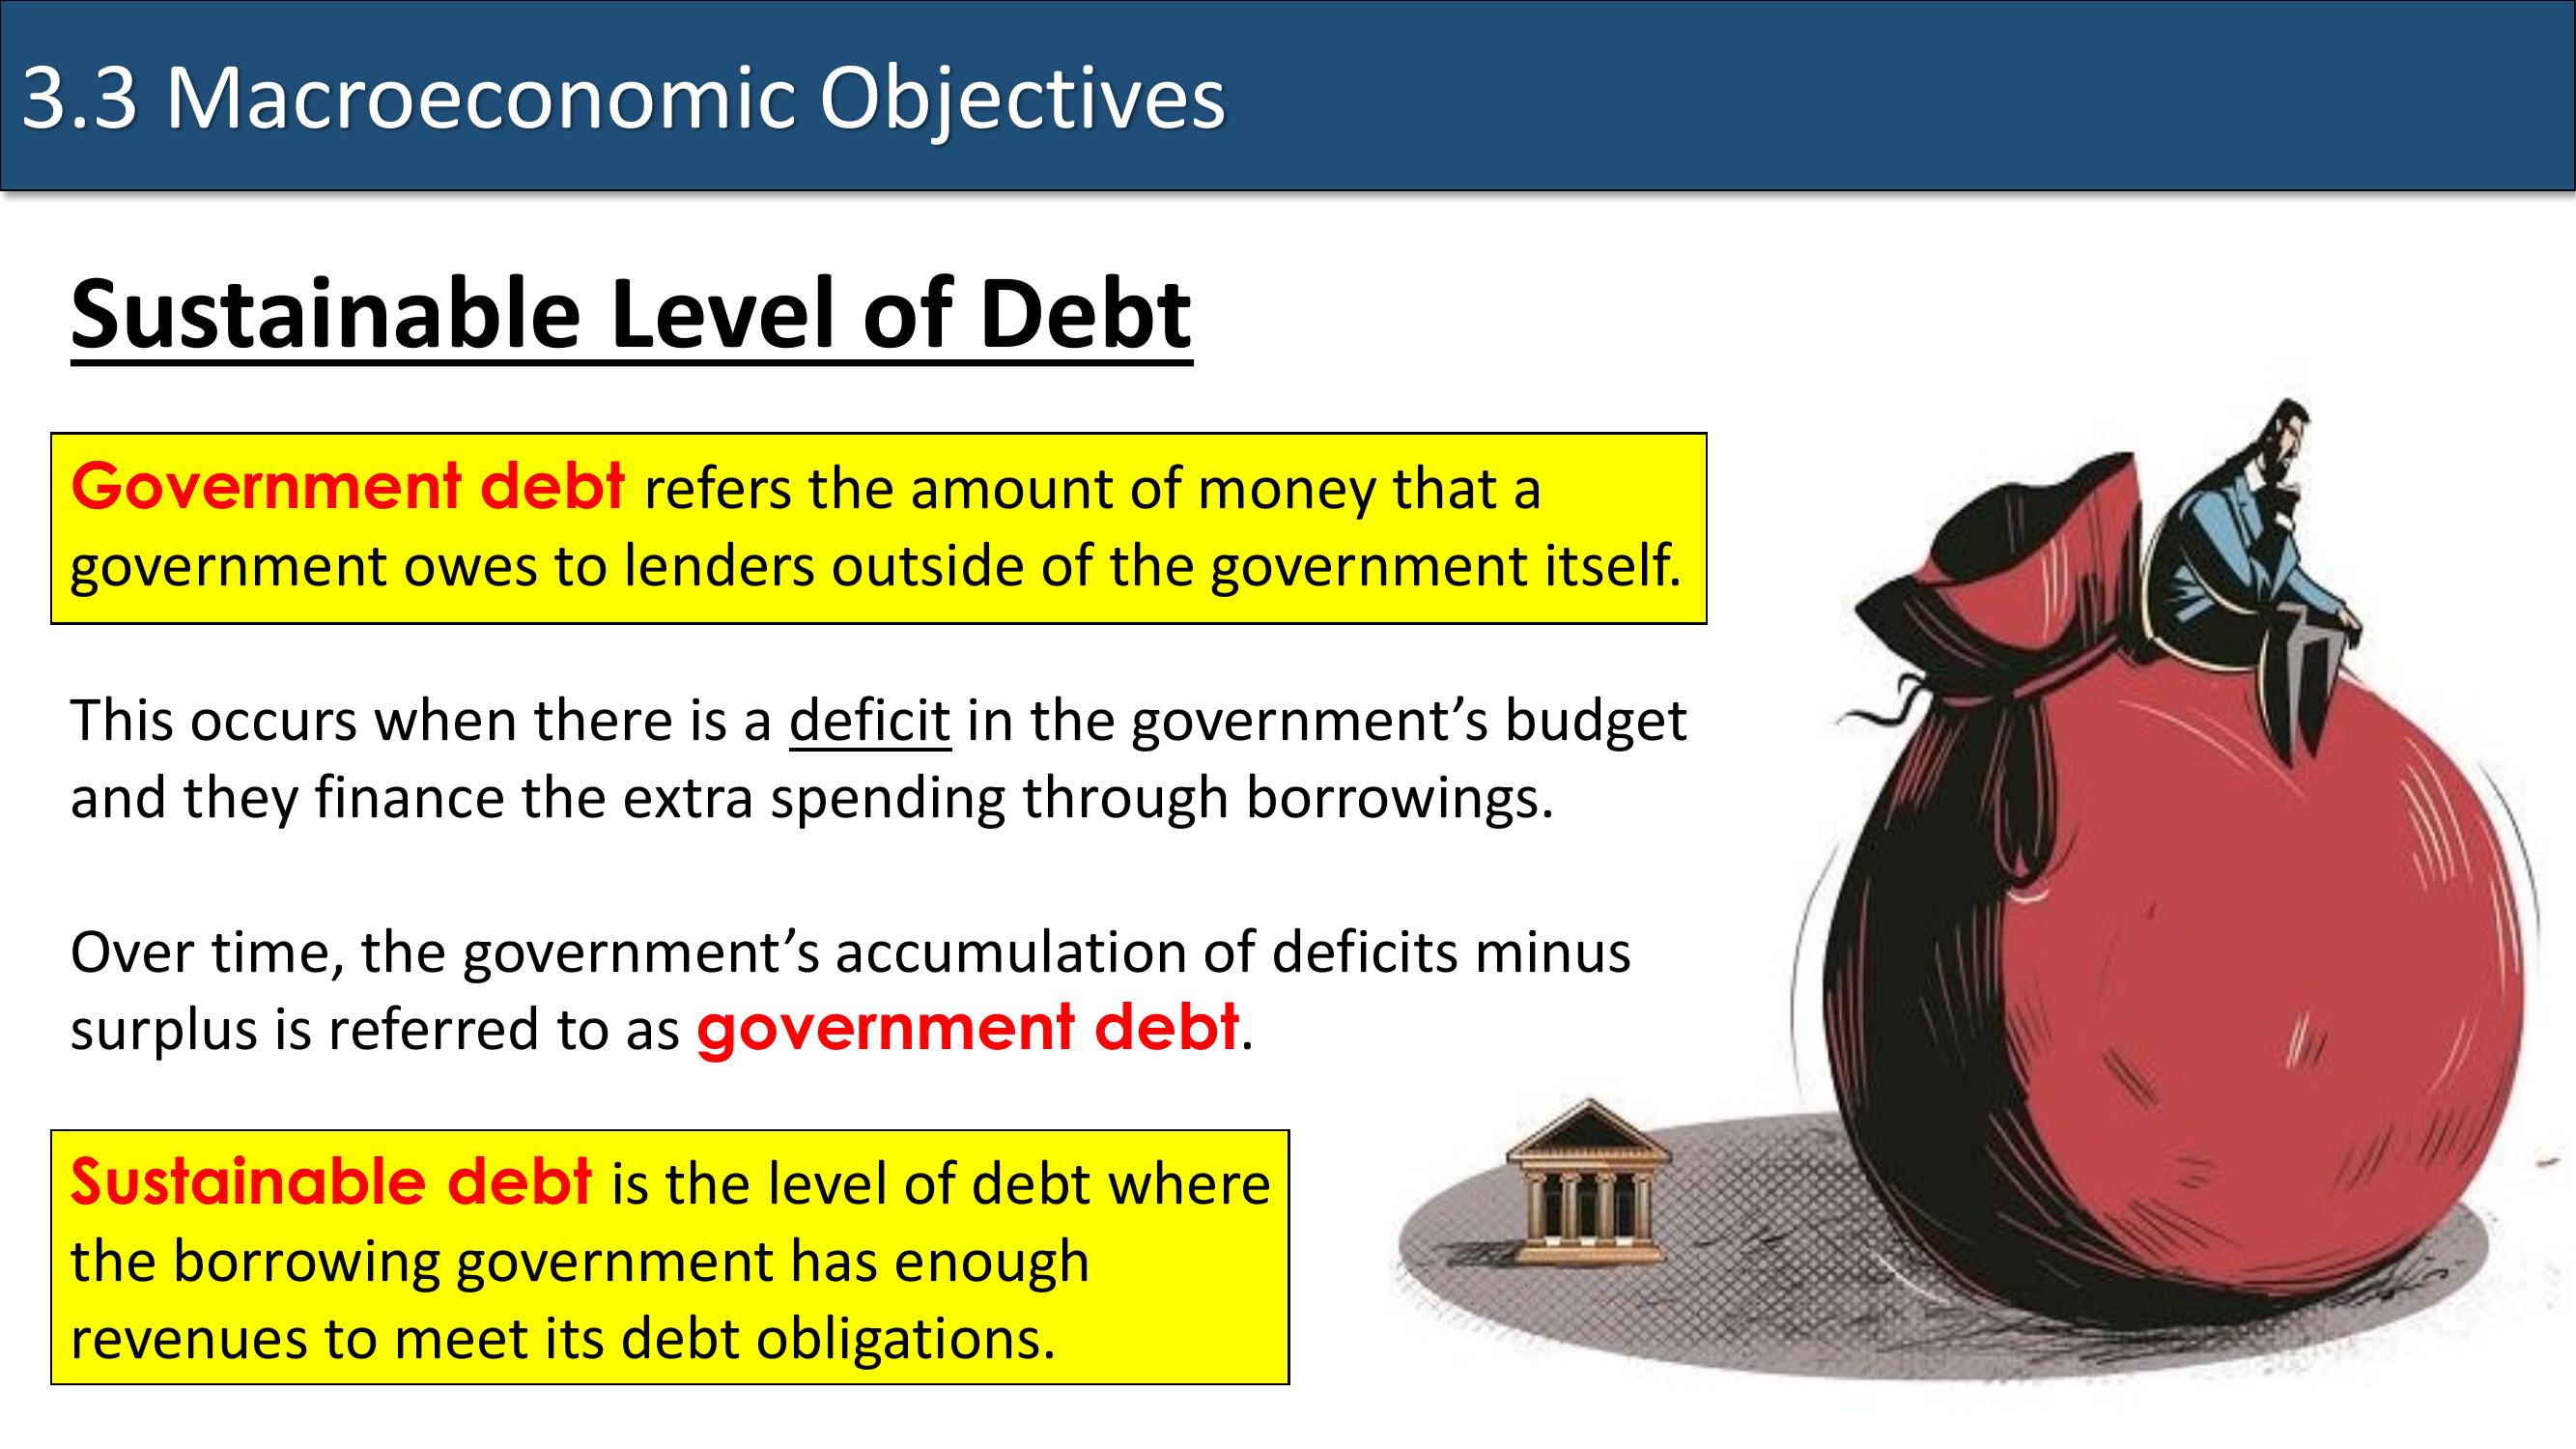 3.3 Macroeconomic Objectives
Sustainable Level of Debt
Government debt refers the amount of money that a
government owes to lenders outside of the government itself.
This occurs when there is a deficit in the government’s budget
and they finance the extra spending through borrowings.
Over time, the government’s accumulation of deficits minus
surplus is referred to as government debt.
Sustainable debt is the level of debt where
the borrowing government has enough
revenues to meet its debt obligations.